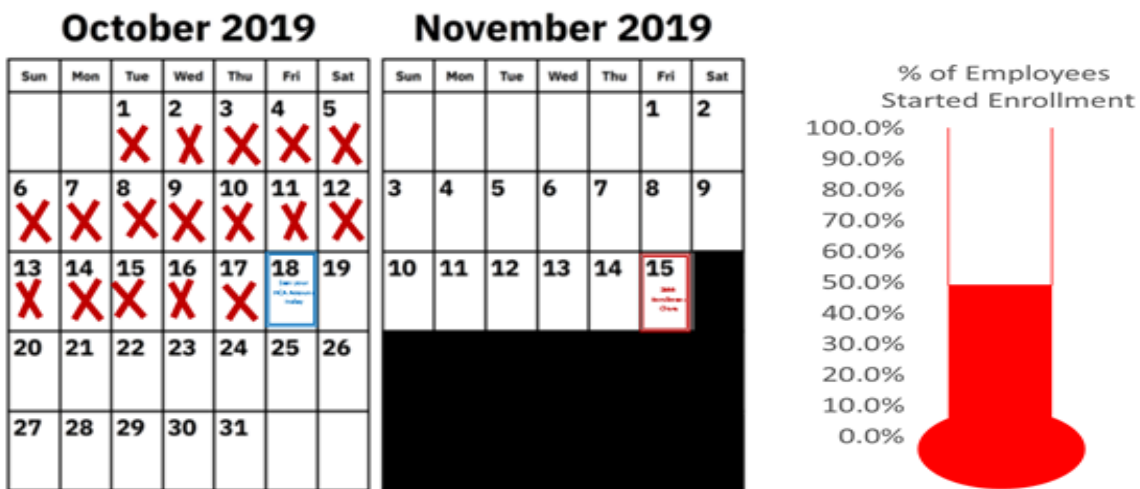 October 2019
Sun Mon Tue Wed Thu Fri Sat
1 2 3 4 5
6 7 8 9 10 11 12
13 14 15 16 17 18 19
20 21 22 23 24 25 26
27 28 29 30 31
November 2019
Sun Mon Tue Wed Thu Fri Sat
1 2
3 4 5 6 7 8 9
10 11 12 13 14 15
% of Employees
Started Enrollment
100.0%
90.0%
80.0%
70.0%
60.0%
50.0%
40.0%
30.0%
20.0%
10.0%
0.0%